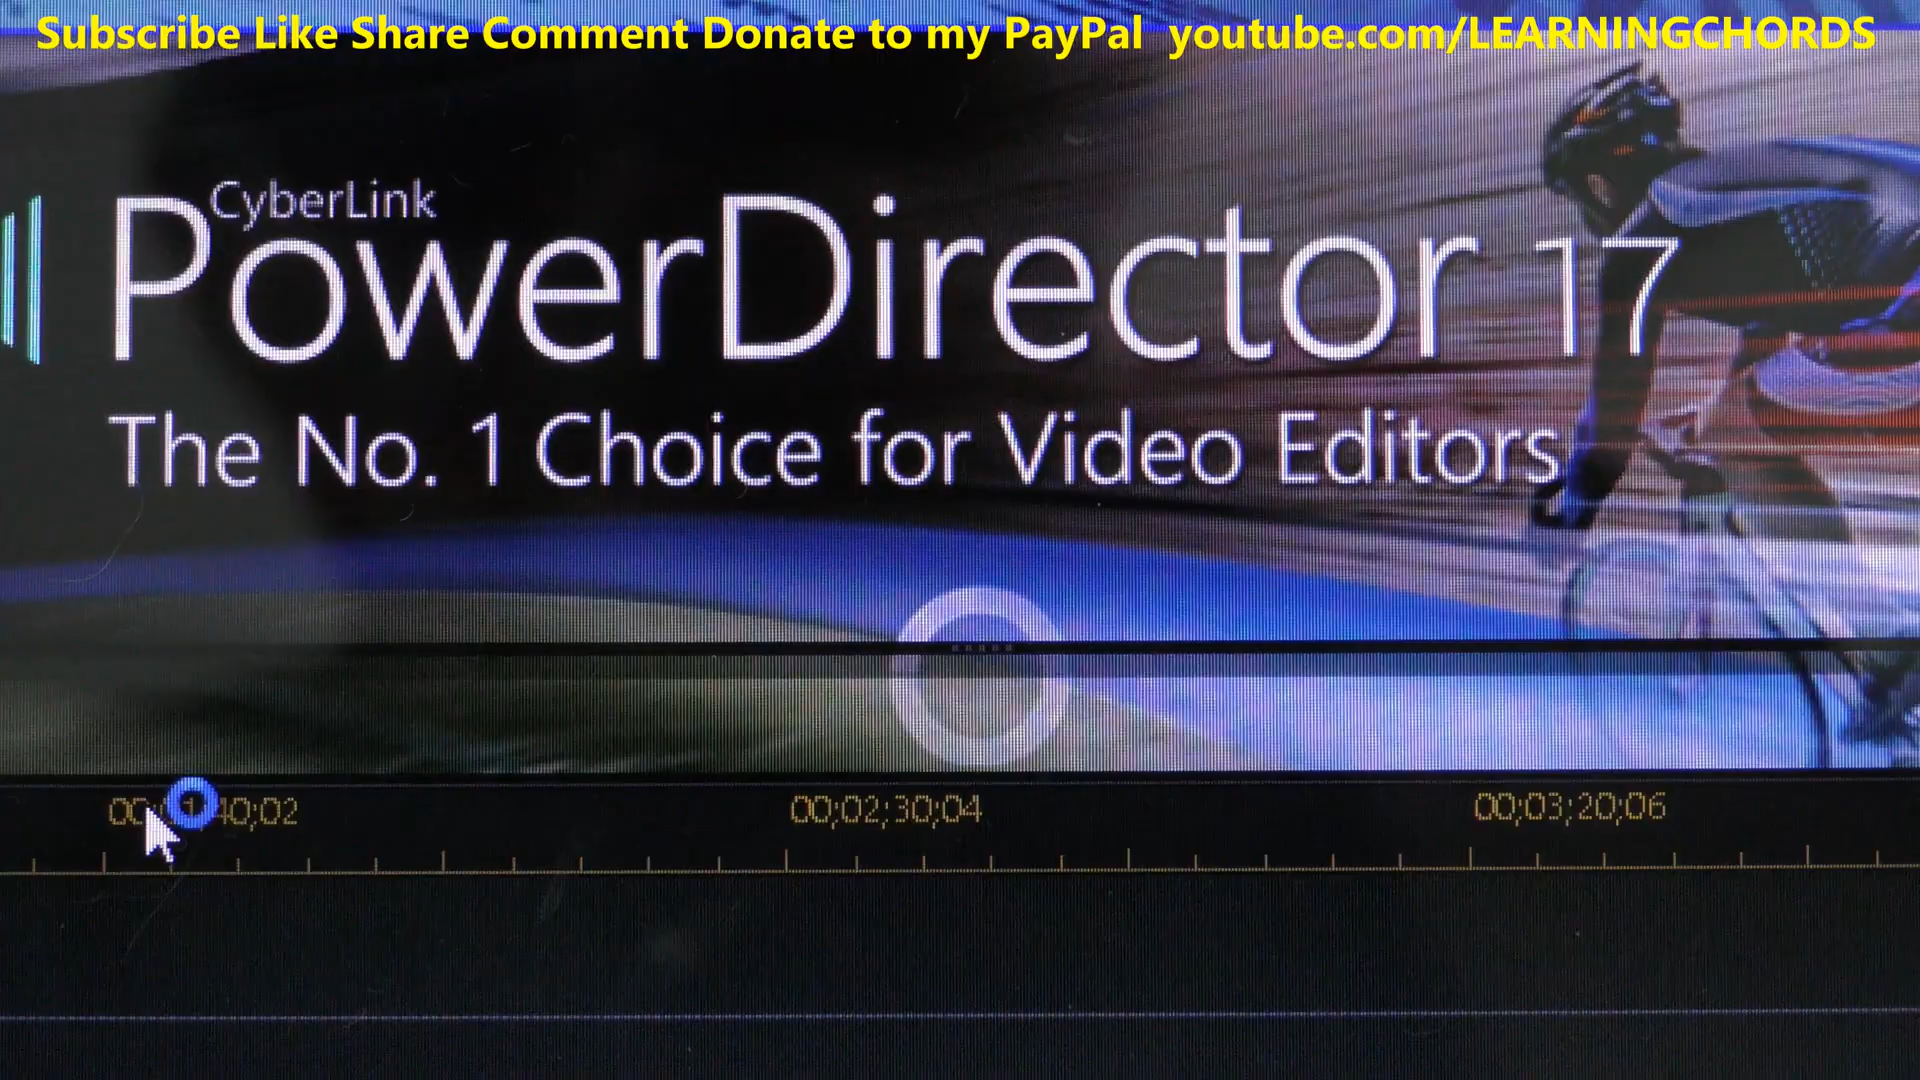 Subscribe Like Share Comment Donate to my PayPal youtube.com/LEARNINGCHORDS
CyberLink
PowerDirector 17
The No. 1 Choice for Video Editors
00;02;30;04 00;03;20;06